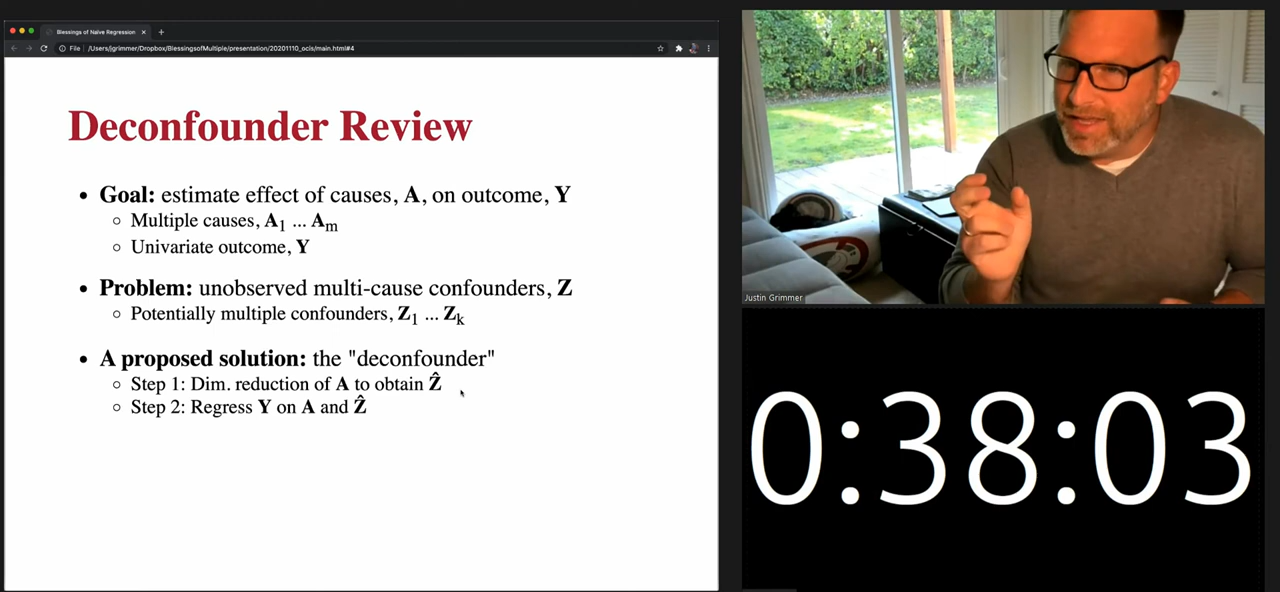 Blessings of Naive Regression
File | /Users/jgrimmer/Dropbox/BlessingsofMultiple/presentation/20201110_ocis/main.html#4
Deconfounder Review
Goal: estimate effect of causes, A, on outcome, Y
Multiple causes, A1 ... Am
Univariate outcome, Y
Problem: unobserved multi-cause confounders, Z
Potentially multiple confounders, Z1 ... Zk
A proposed solution: the "deconfounder"
Step 1: Dim. reduction of A to obtain Ẑ
Step 2: Regress Y on A and Ẑ
Justin Grimmer
0:38:03